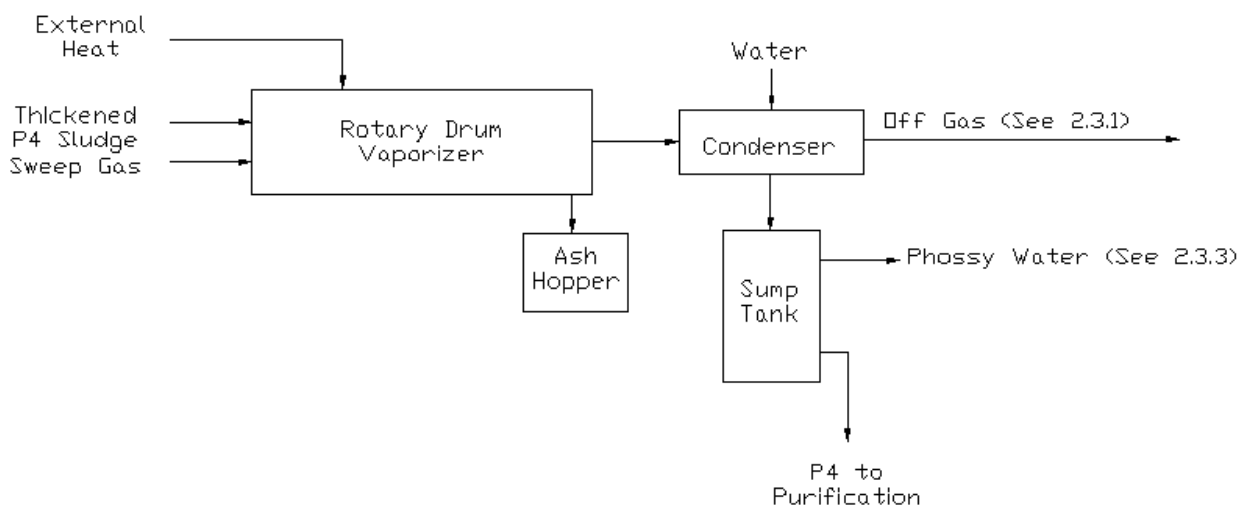 External
Heat
Thickened
P4 Sludge
Sweep Gas
Rotary Drum
Vaporizer
Ash
Hopper
Water
Condenser
Off Gas (See 2.3.1)
Sump
Tank
Phossy Water (See 2.3.3)
P4 to
Purification